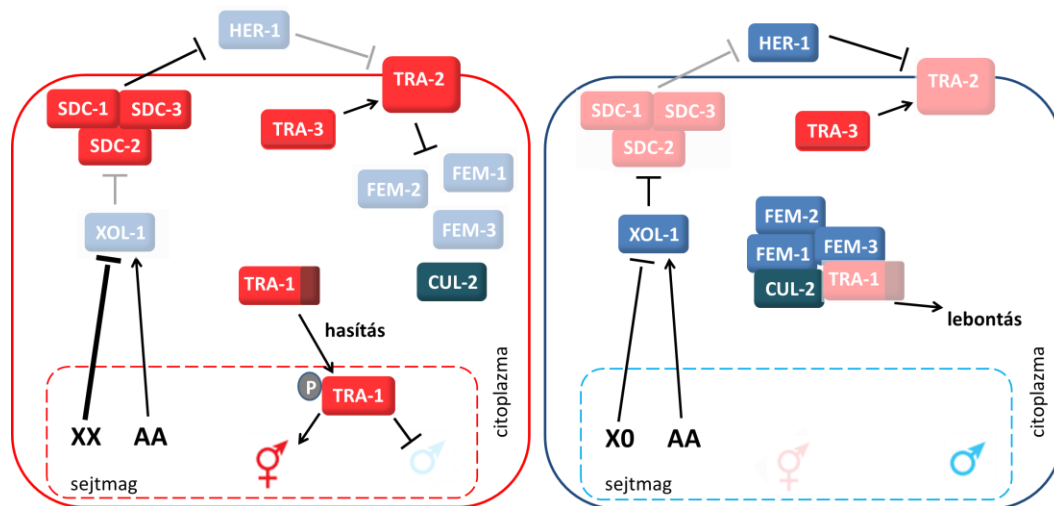 HER-1
TRA-2
SDC-1
SDC-3
SDC-2
TRA-3
FEM-1
FEM-2
FEM-3
XOL-1
TRA-1
CUL-2
hasítás
P
TRA-1
XX
AA
⚥
♂
sejtmag
citoplazma
HER-1
TRA-2
SDC-1
SDC-3
SDC-2
TRA-3
FEM-2
XOL-1
FEM-1
FEM-3
CUL-2
TRA-1
lebontás
X0
AA
⚥
♂
sejtmag
citoplazma